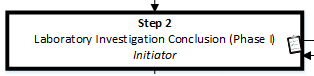 Step 2
Laboratory Investigation Conclusion (Phase I)
Initiator